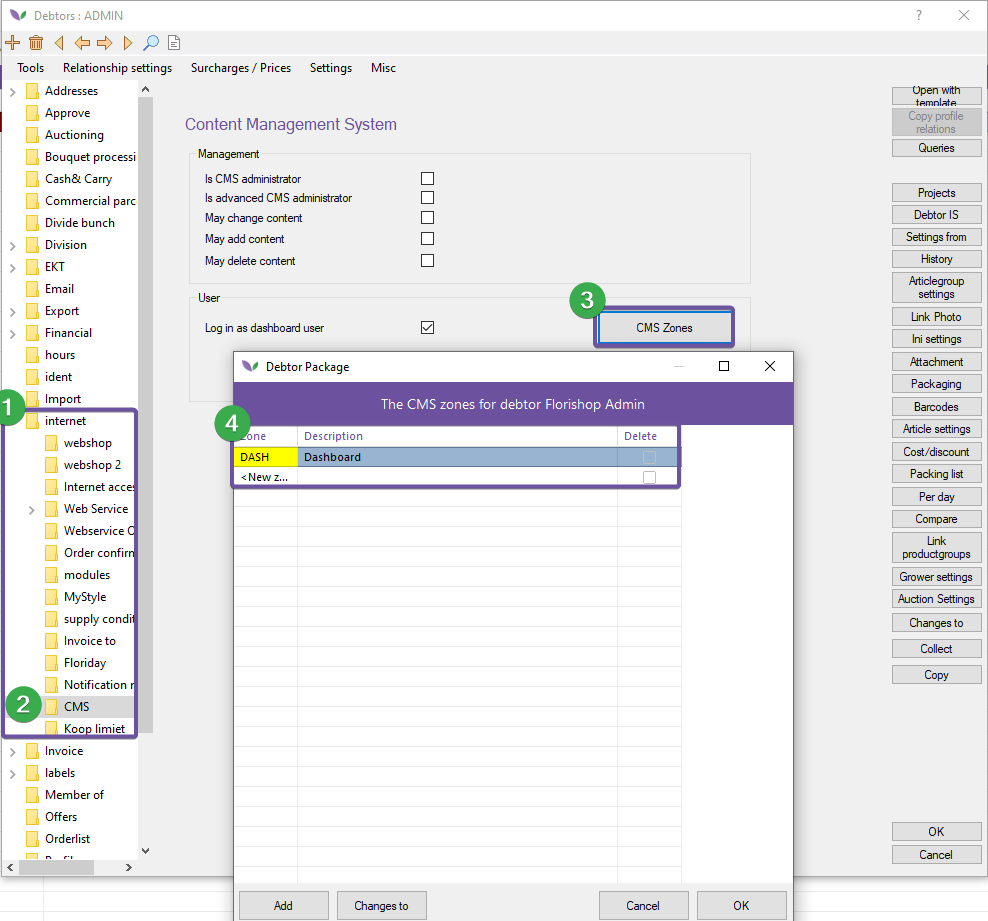 Debtors : ADMIN
?
Tools Relationship settings Surcharges / Prices Settings Misc
Addresses
Approve
Auctioning
Bouquet processi
Cash& Carry
Commercial parc
Divide bunch
Division
EKT
Email
Export
Financial
hours
ident
Import
1
internet
webshop
webshop 2
Internet acces
Web Service
Webservice O
Order confirm
modules
MyStyle
supply condit
Invoice to
Floriday
Notification r
2
CMS
Koop limiet
Invoice
labels
Member of
Offers
Orderlist
Content Management System
Management
Is CMS administrator
Is advanced CMS administrator
May change content
May add content
May delete content
User
Log in as dashboard user
3
CMS Zones
Debtor Package
The CMS zones for debtor Florishop Admin
4
Zone Description Delete
DASH Dashboard
<New z...
Add Changes to Cancel OK
Open with
template
Copy profile
relations
Queries
Projects
Debtor IS
Settings from
History
Articlegroup
settings
Link Photo
Ini settings
Attachment
Packaging
Barcodes
Article settings
Cost/discount
Packing list
Per day
Compare
Link
productgroups
Grower settings
Auction Settings
Changes to
Collect
Copy
OK
Cancel